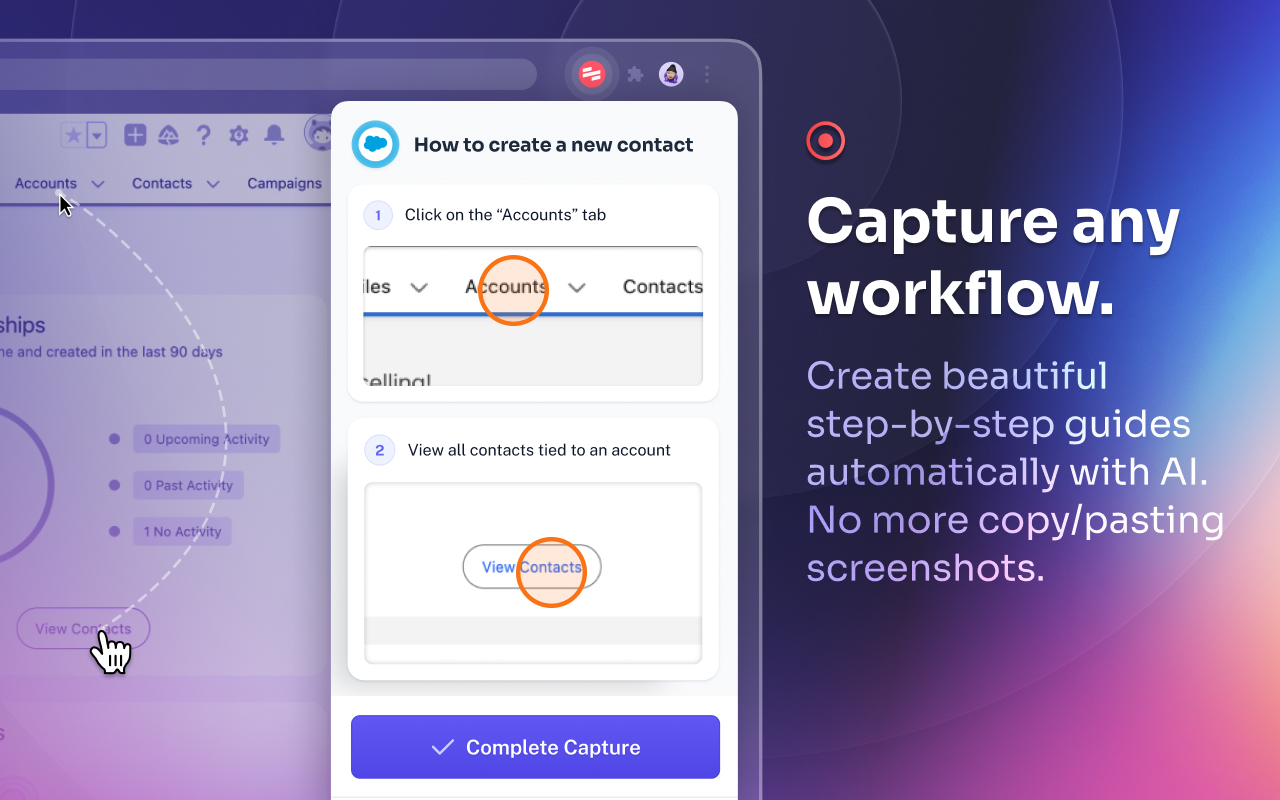 Accounts
Contacts
Campaigns
ships
me and created in the last 90 days
0 Upcoming Activity
0 Past Activity
1 No Activity
View Contacts
s
How to create a new contact
1
Click on the “Accounts” tab
iles
Accounts
Contacts
celling!
2
View all contacts tied to an account
View Contacts
Complete Capture
Capture any
workflow.
Create beautiful
step-by-step guides
automatically with AI.
No more copy/pasting
screenshots.